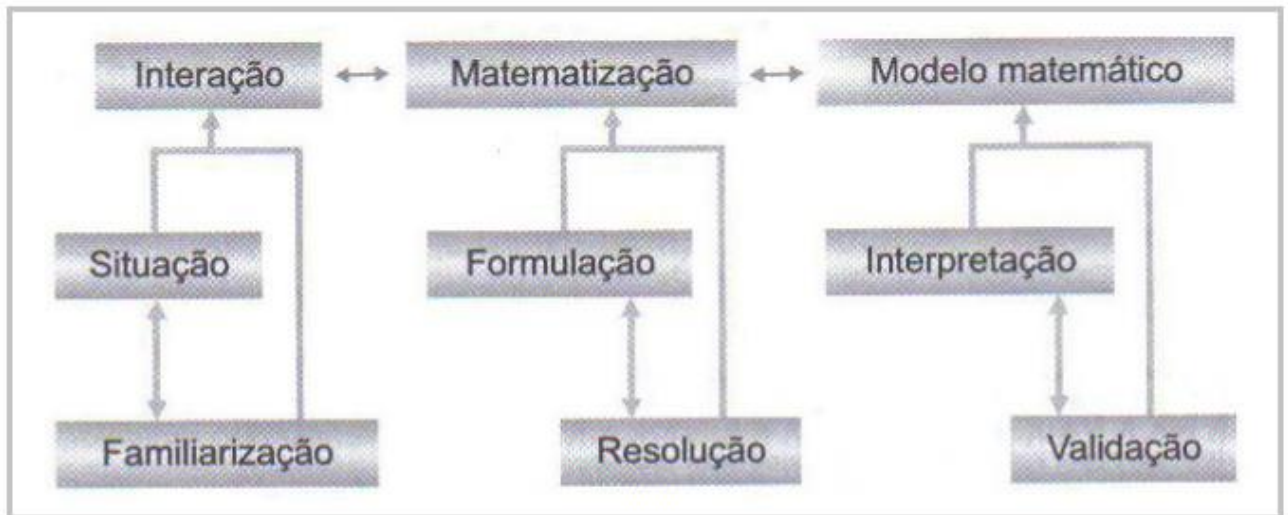 Interação Matematização Modelo matemático
Situação Formulação Interpretação
Familiarização Resolução Validação